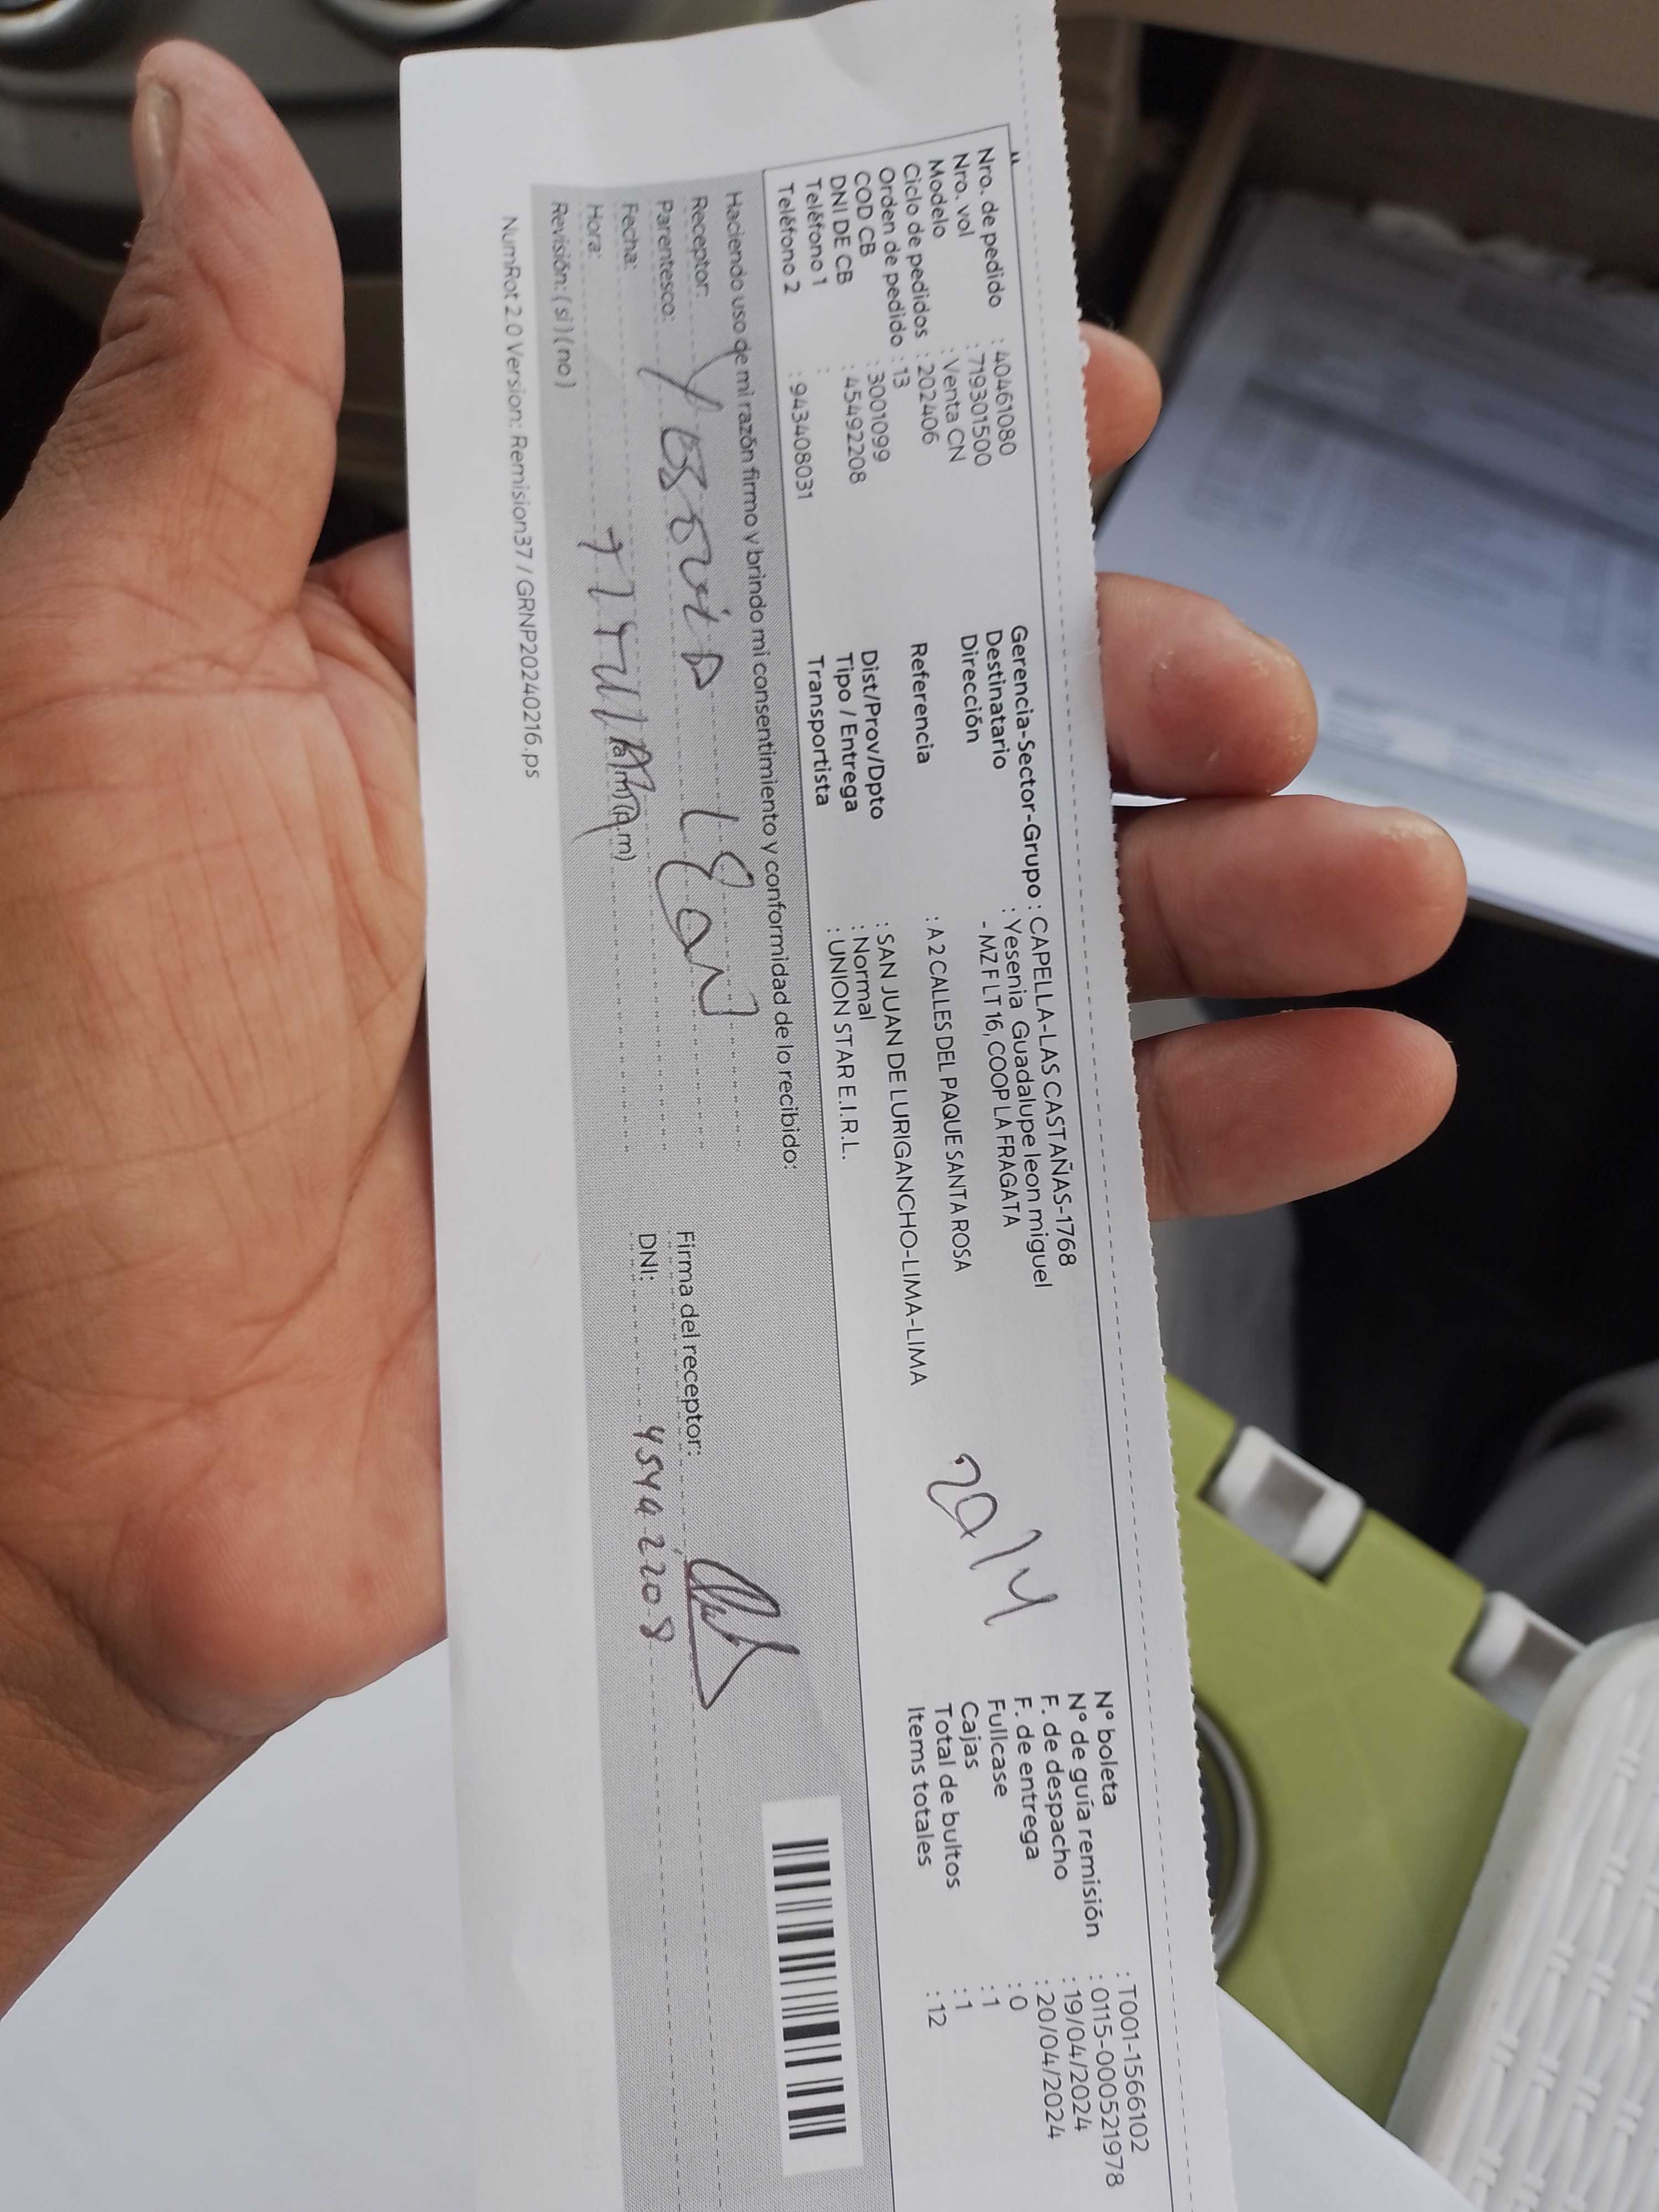 Nro. de pedido : 40461080
Nro. vol : 719301500
Modelo : Venta CN
Ciclo de pedidos : 202406
Orden de pedido : 13
COD CB : 3001099
DNI DE CB : 45492208
Teléfono 1 :
Teléfono 2 : 943408031
Gerencia-Sector-Grupo : CAPELLA-LAS CASTAÑAS-1768
Destinatario : Yesenia Guadalupe leon miguel
Dirección - MZ F LT 16, COOP LA FRAGATA
Referencia : A 2 CALLES DEL PAQUE SANTA ROSA
Dist/Prov/Dpto : SAN JUAN DE LURIGANCHO-LIMA-LIMA
Tipo / Entrega : Normal
Transportista : UNION STAR E.I.R.L.
20/4
N° boleta : T001-1566102
N° de guía remisión : 0115-000521978
F. de despacho : 19/04/2024
F. de entrega : 20/04/2024
Fullcase : 0
Cajas : 1
Total de bultos : 1
Items totales : 12
Haciendo uso de mi razón firmo y brindo mi consentimiento y conformidad de lo recibido:
Receptor: León
Parentesco:
Fecha:
Hora: (a.m)(p.m)
Revisión: ( si ) ( no )
Firma del receptor:
DNI: 45492208
NumRot 2.0 Version: Remision37 / GRNP20240216.ps